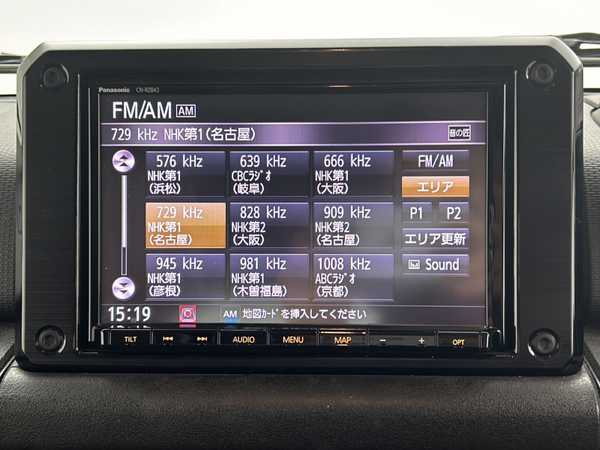 Panasonic CN-RZ843
FM/AM AM
729 kHz NHK第1(名古屋) 音の匠
576 kHz
NHK第1
(浜松)
639 kHz
CBCﾗｼﾞｵ
(岐阜)
666 kHz
NHK第1
(大阪)
FM/AM
エリア
729 kHz
NHK第1
(名古屋)
828 kHz
NHK第2
(大阪)
909 kHz
NHK第2
(名古屋)
P1 P2
エリア更新
945 kHz
NHK第1
(彦根)
981 kHz
NHK第1
(木曽福島)
1008 kHz
ABCﾗｼﾞｵ
(京都)
Sound
15:19 AM 地図ｶｰﾄﾞを挿入してください
TILT AUDIO MENU MAP - + OPT